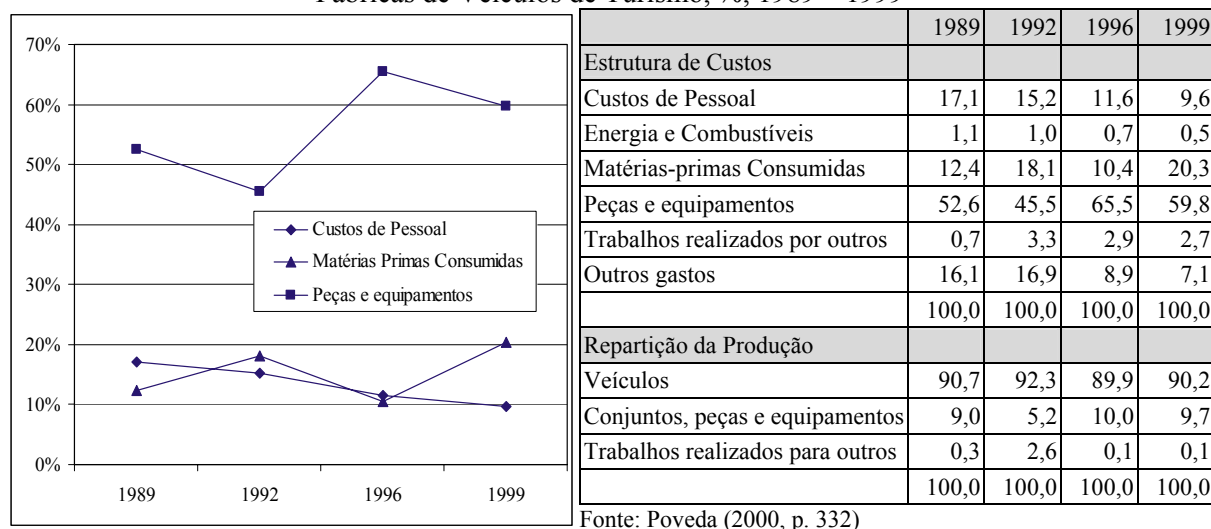 Fábricas de Veículos de Turismo, %, 1989 – 1999
70%
60%
50%
40%
30%
20%
10%
0%
1989 1992 1996 1999
Custos de Pessoal
Matérias Primas Consumidas
Peças e equipamentos
1989 1992 1996 1999
Estrutura de Custos
Custos de Pessoal 17,1 15,2 11,6 9,6
Energia e Combustíveis 1,1 1,0 0,7 0,5
Matérias-primas Consumidas 12,4 18,1 10,4 20,3
Peças e equipamentos 52,6 45,5 65,5 59,8
Trabalhos realizados por outros 0,7 3,3 2,9 2,7
Outros gastos 16,1 16,9 8,9 7,1
100,0 100,0 100,0 100,0
Repartição da Produção
Veículos 90,7 92,3 89,9 90,2
Conjuntos, peças e equipamentos 9,0 5,2 10,0 9,7
Trabalhos realizados para outros 0,3 2,6 0,1 0,1
100,0 100,0 100,0 100,0
Fonte: Poveda (2000, p. 332)